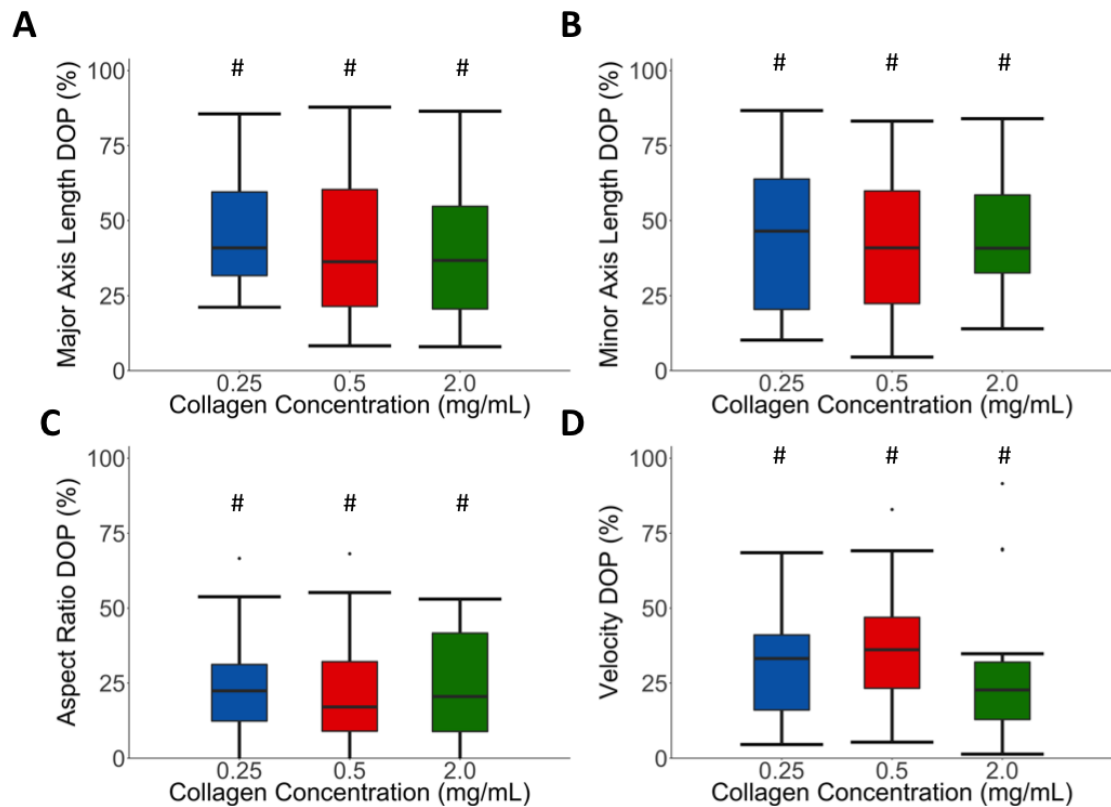 A
Major Axis Length DOP (%)
100
75
50
25
0
# # #
0.25 0.5 2.0
Collagen Concentration (mg/mL)
B
Minor Axis Length DOP (%)
100
75
50
25
0
# # #
0.25 0.5 2.0
Collagen Concentration (mg/mL)
C
Aspect Ratio DOP (%)
100
75
50
25
0
# # #
0.25 0.5 2.0
Collagen Concentration (mg/mL)
D
Velocity DOP (%)
100
75
50
25
0
# # #
0.25 0.5 2.0
Collagen Concentration (mg/mL)